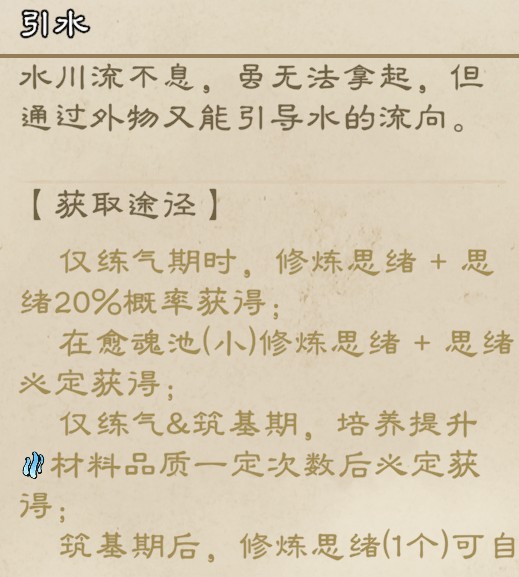 引水
水川流不息，虽无法拿起，但
通过外物又能引导水的流向。
【获取途径】
仅练气期时，修炼思绪 + 思
绪20%概率获得；
在愈魂池(小)修炼思绪 + 思绪
必定获得；
仅练气&筑基期，培养提升
材料品质一定次数后必定获
得；
筑基期后，修炼思绪(1个)可自